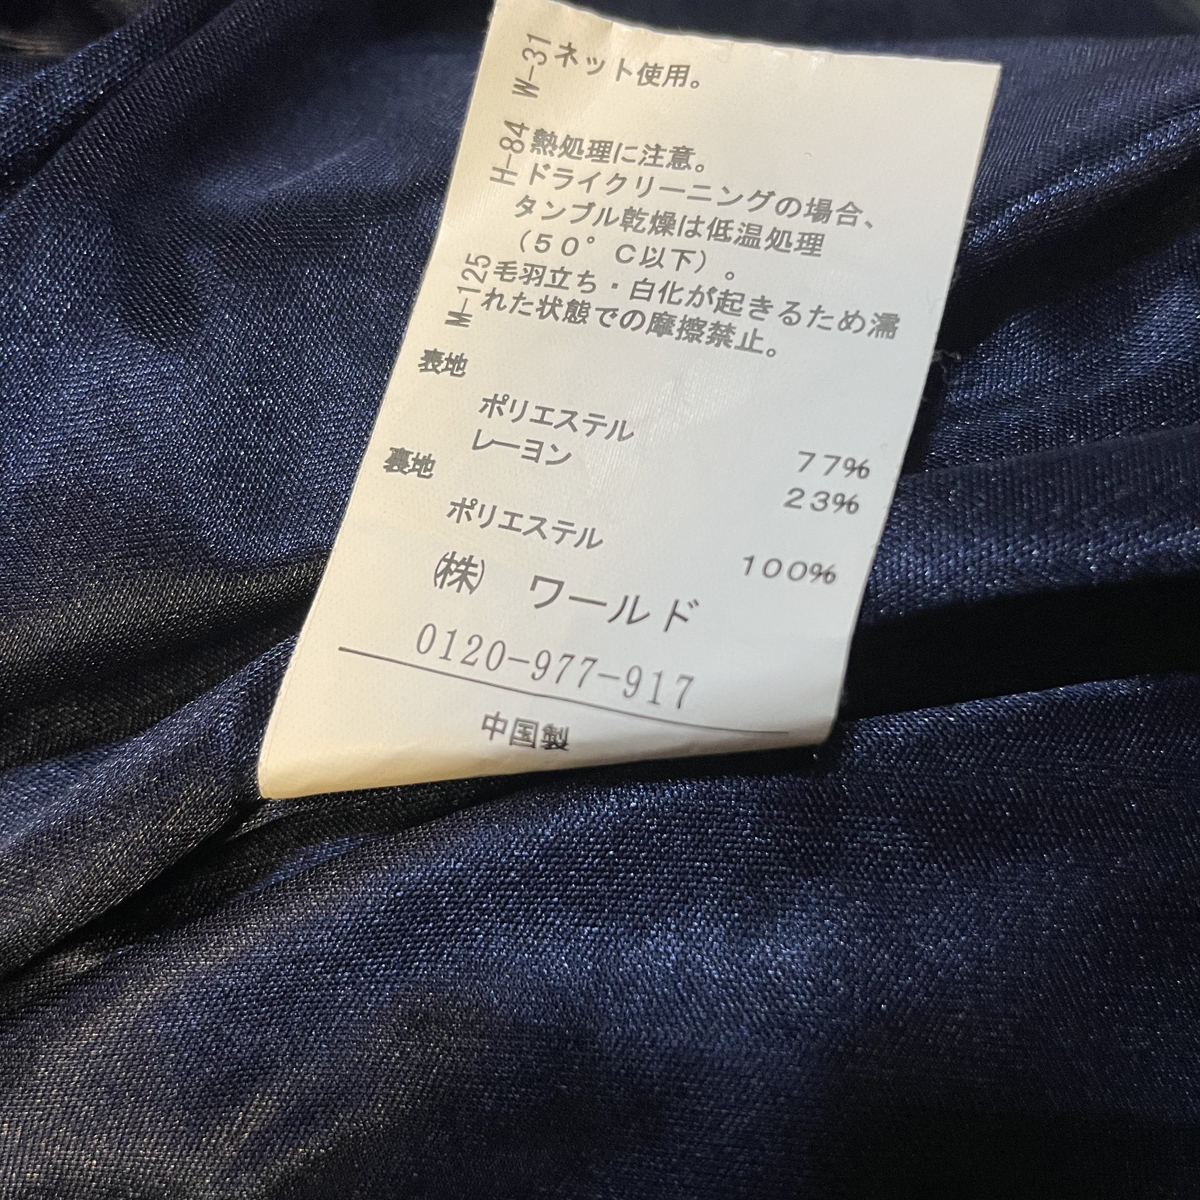 ネット使用。
熱処理に注意。
ドライクリーニングの場合、
タンブル乾燥は低温処理
（５０°Ｃ以下）。
毛羽立ち・白化が起きるため濡
れた状態での摩擦禁止。
W-31
H-84
M-125
表地
ポリエステル ７７%
レーヨン ２３%
裏地
ポリエステル １００%
㈱ ワールド
0120-977-917
中国製